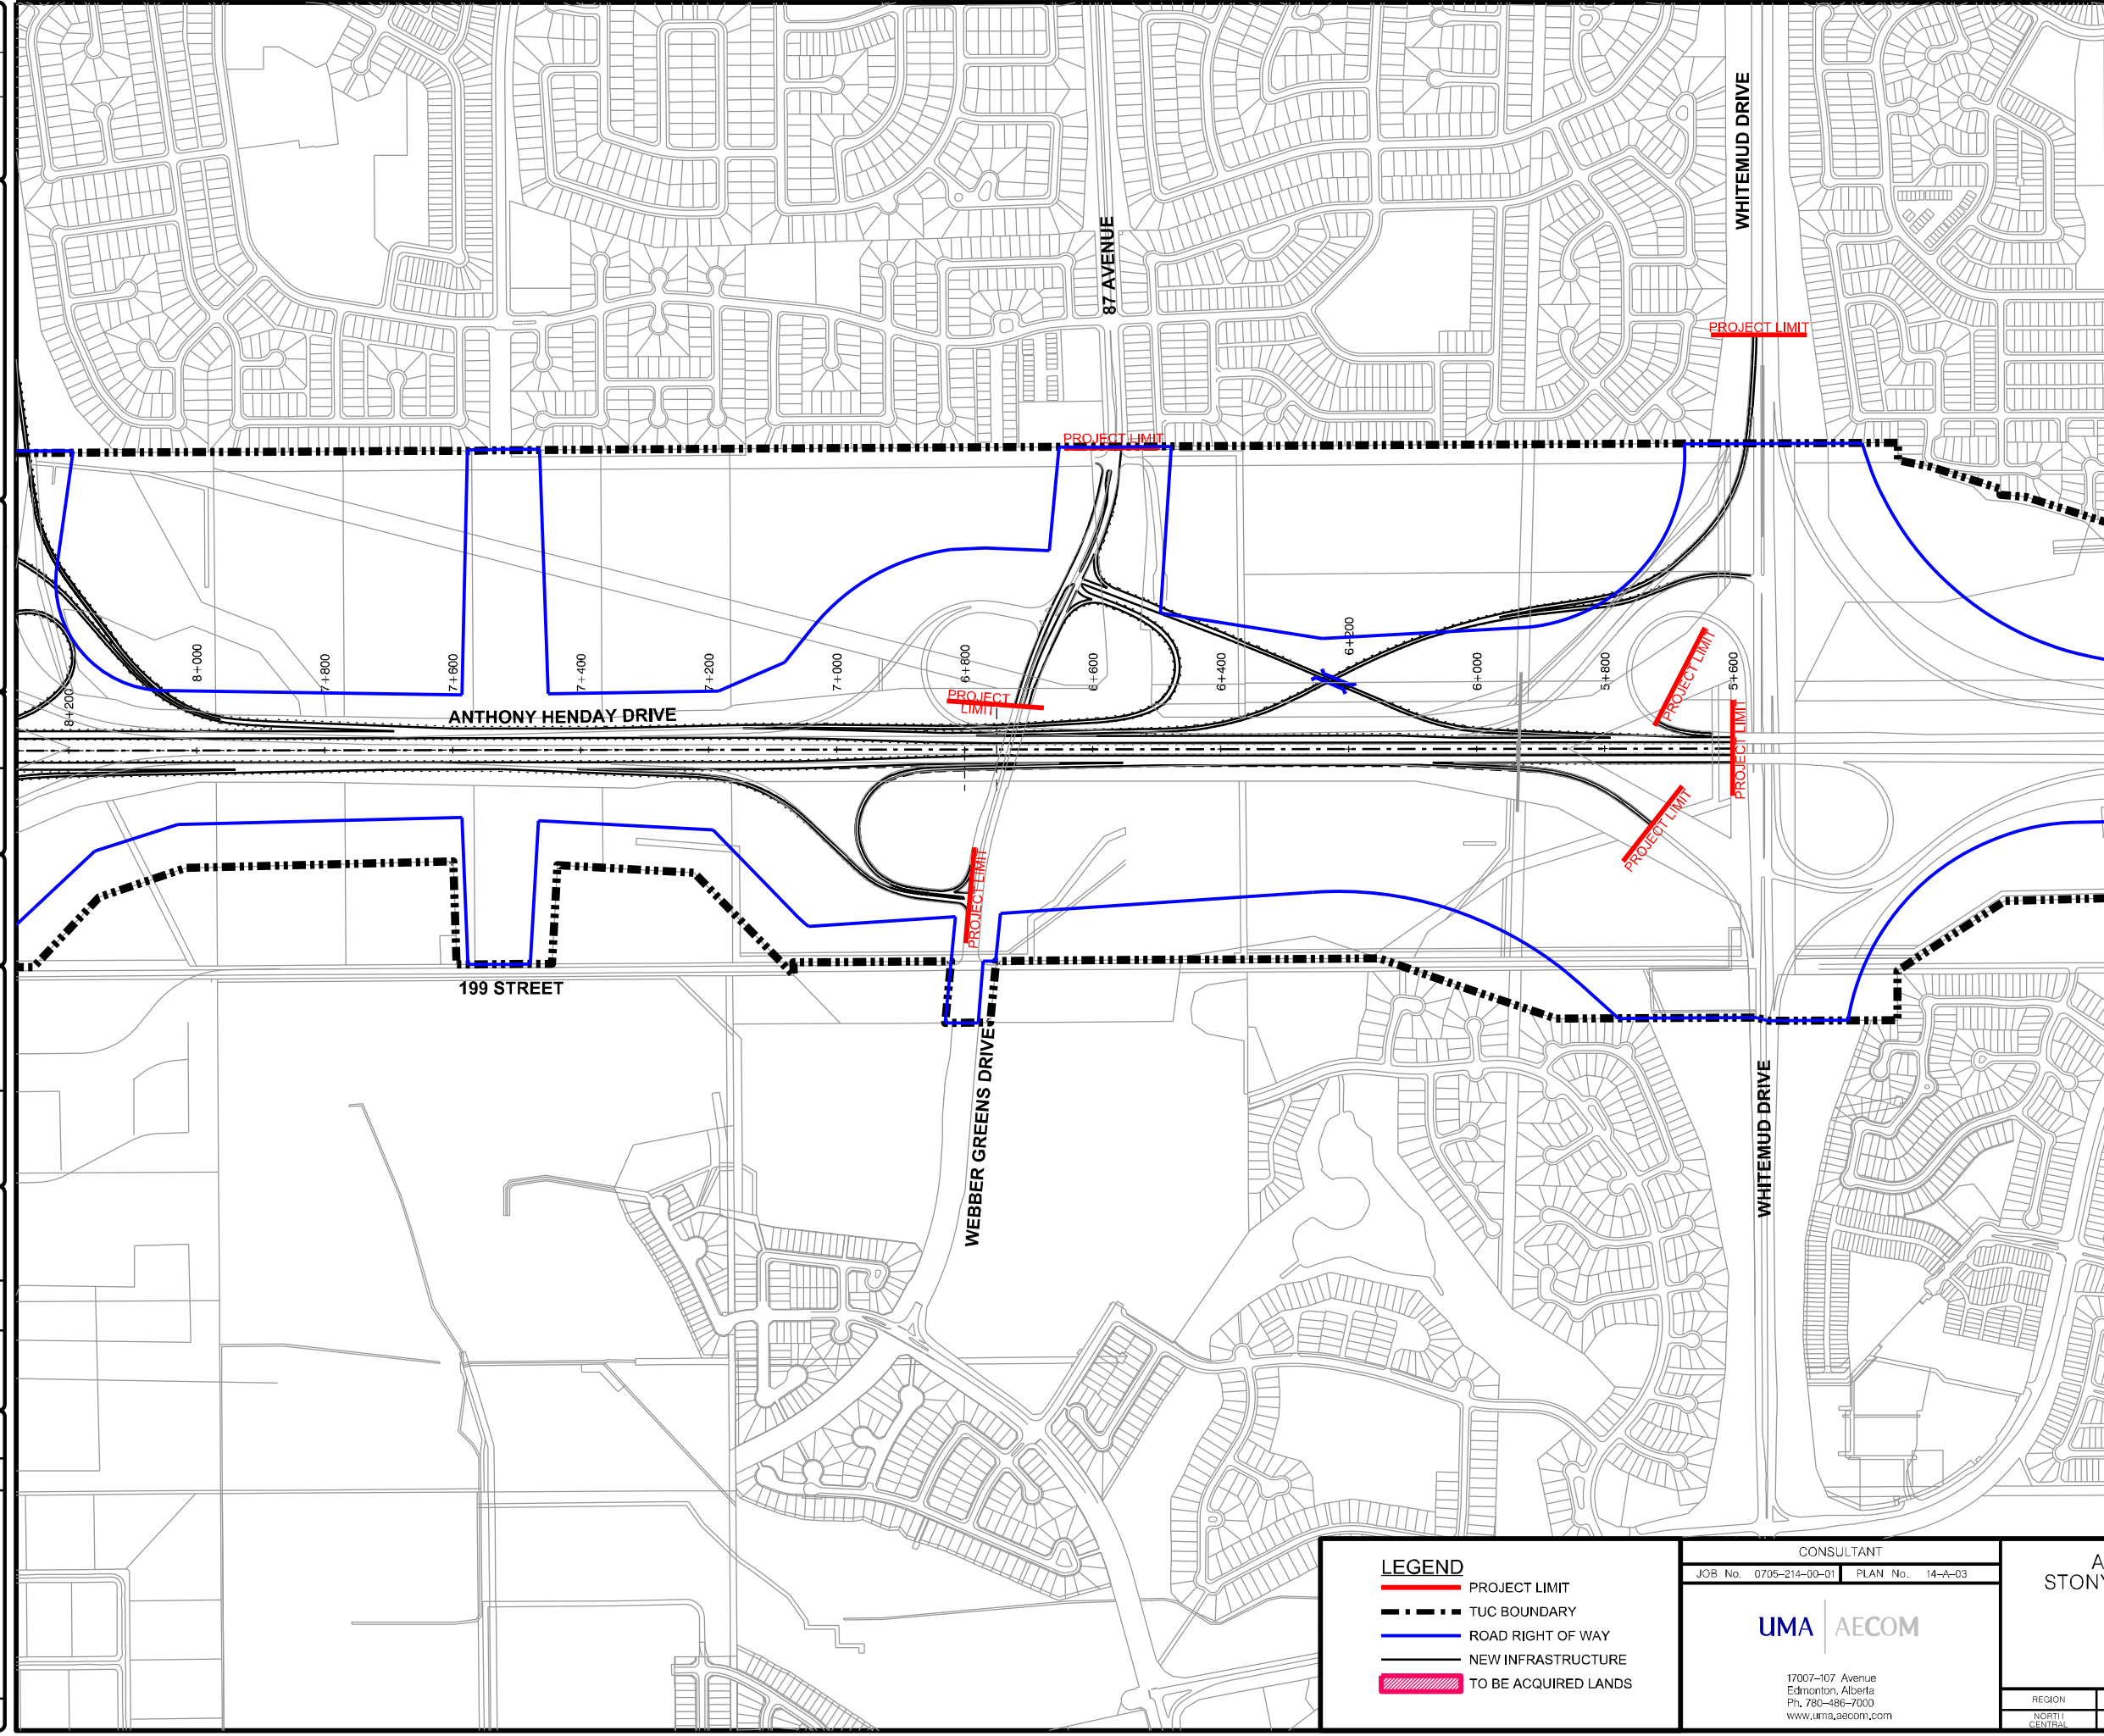 WHITEMUD DRIVE
87 AVENUE
PROJECT LIMIT
PROJECT LIMIT
8+200
8+000
7+800
7+600
7+400
7+200
7+000
6+800
6+600
6+400
6+200
6+000
5+800
5+600
PROJECT
LIMIT
PROJECT LIMIT
PROJECT LIMIT
ANTHONY HENDAY DRIVE
PROJECT LIMIT
PROJECT LIMIT
199 STREET
WEBBER GREENS DRIVE
WHITEMUD DRIVE
LEGEND
PROJECT LIMIT
TUC BOUNDARY
ROAD RIGHT OF WAY
NEW INFRASTRUCTURE
TO BE ACQUIRED LANDS
CONSULTANT
JOB No. 0705-214-00-01 PLAN No. 14-A-03
UMA AECOM
17007-107 Avenue
Edmonton, Alberta
Ph. 780-486-7000
www.uma.aecom.com
A
STONY
REGION
NORTH
CENTRAL